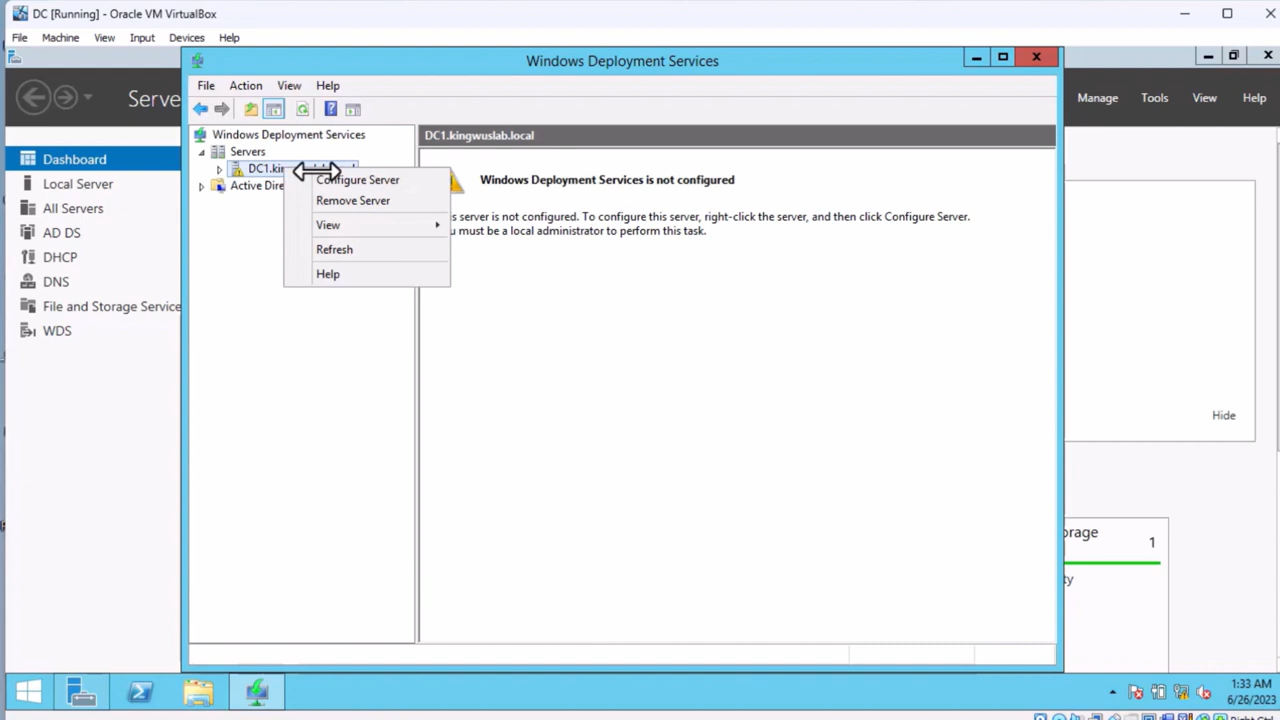 DC [Running] - Oracle VM VirtualBox
File Machine View Input Devices Help
Windows Deployment Services
Manage Tools View Help
File Action View Help
Windows Deployment Services
Servers
DC1.kingwuslab.local
Configure Server
Remove Server
View
Refresh
Help
Windows Deployment Services is not configured
server is not configured. To configure this server, right-click the server, and then click Configure Server.
must be a local administrator to perform this task.
Dashboard
Local Server
All Servers
AD DS
DHCP
DNS
File and Storage Service
WDS
Hide
1
1:33 AM
6/26/2023
Right Ctrl